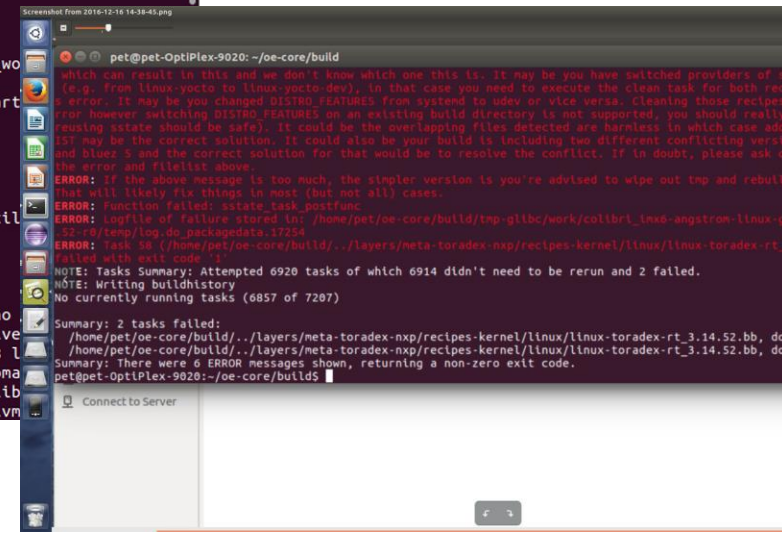 Screenshot from 2016-12-16 14-38-45.png
pet@pet-OptiPlex-9020: ~/oe-core/build
which can result in this and we don't know which one this is. It may be you have switched providers of
(e.g. from linux-yocto to linux-yocto-dev), in that case you need to execute the clean task for both rec
s error. It may be you changed DISTRO_FEATURES from systemd to udev or vice versa. Cleaning those recipe
rror however switching DISTRO_FEATURES on an existing build directory is not supported, you should really
reusing sstate should be safe). It could be the overlapping files detected are harmless in which case ad
IST may be the correct solution. It could also be your build is including two different conflicting versi
and bluez 5 and the correct solution for that would be to resolve the conflict. If in doubt, please ask
the error and filelist above.
ERROR: If the above message is too much, the simpler version is you're advised to wipe out tmp and rebuil
That will likely fix things in most (but not all) cases.
ERROR: Function failed: sstate_task_postfunc
ERROR: Logfile of failure stored in: /home/pet/oe-core/build/tmp-glibc/work/colibri_imx6-angstrom-linux-g
.52-r0/temp/log.do_packagedata.17254
ERROR: Task 58 (/home/pet/oe-core/build/../layers/meta-toradex-nxp/recipes-kernel/linux/linux-toradex-rt_
failed with exit code '1'
NOTE: Tasks Summary: Attempted 6920 tasks of which 6914 didn't need to be rerun and 2 failed.
NOTE: Writing buildhistory
No currently running tasks (6857 of 7207)
Summary: 2 tasks failed:
/home/pet/oe-core/build/../layers/meta-toradex-nxp/recipes-kernel/linux/linux-toradex-rt_3.14.52.bb, do
/home/pet/oe-core/build/../layers/meta-toradex-nxp/recipes-kernel/linux/linux-toradex-rt_3.14.52.bb, do
Summary: There were 6 ERROR messages shown, returning a non-zero exit code.
pet@pet-OptiPlex-9020:~/oe-core/build$
Connect to Server